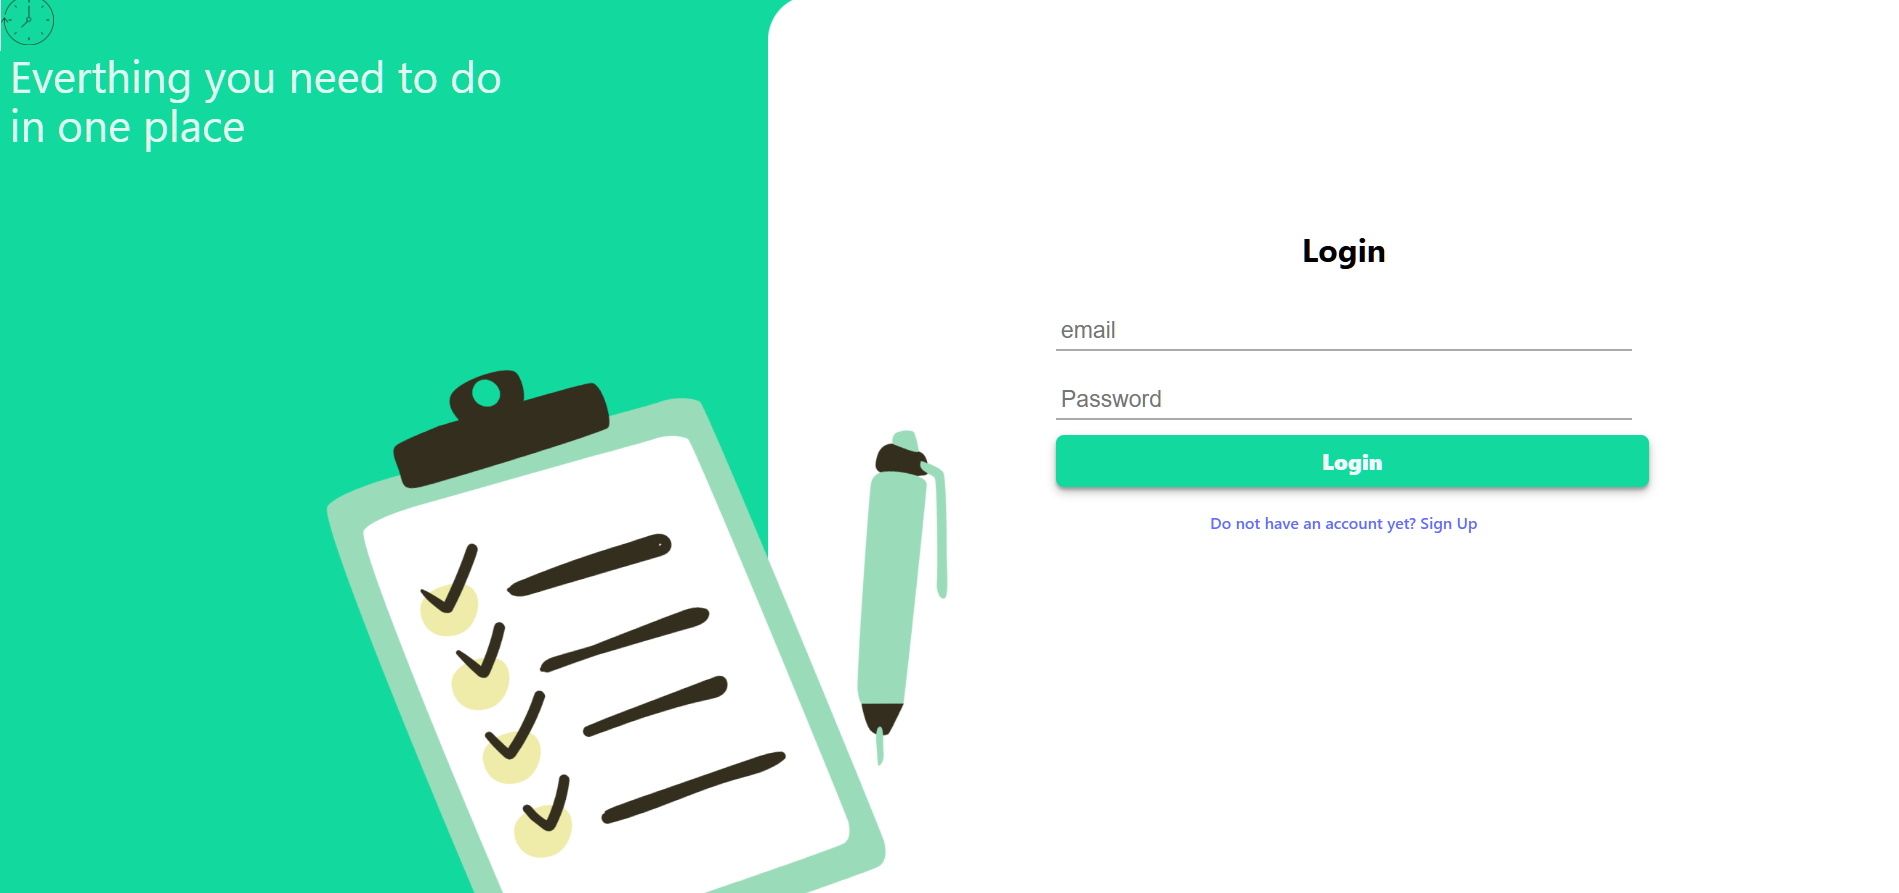 Everthing you need to do
in one place
Login
email
Password
Login
Do not have an account yet? Sign Up